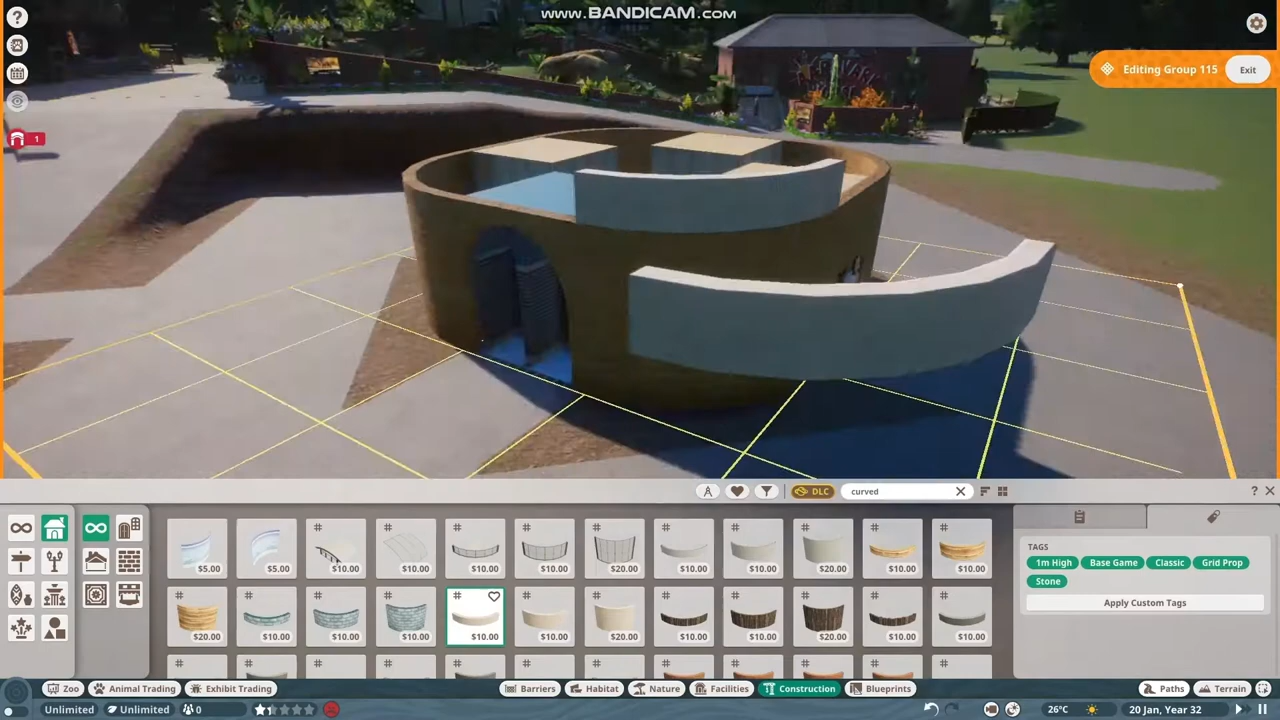 www.BANDICAM.com
Editing Group 115
Exit
1
DLC
curved
$5.00 $5.00 $10.00 $10.00 $10.00 $10.00 $20.00 $10.00 $10.00 $20.00 $10.00 $10.00
$20.00 $10.00 $10.00 $10.00 $10.00 $10.00 $20.00 $10.00 $10.00 $20.00 $10.00 $10.00
TAGS
1m High Base Game Classic Grid Prop
Stone
Apply Custom Tags
Zoo Animal Trading Exhibit Trading Barriers Habitat Nature Facilities Construction Blueprints Paths Terrain
Unlimited Unlimited 0 26°C 20 Jan, Year 32